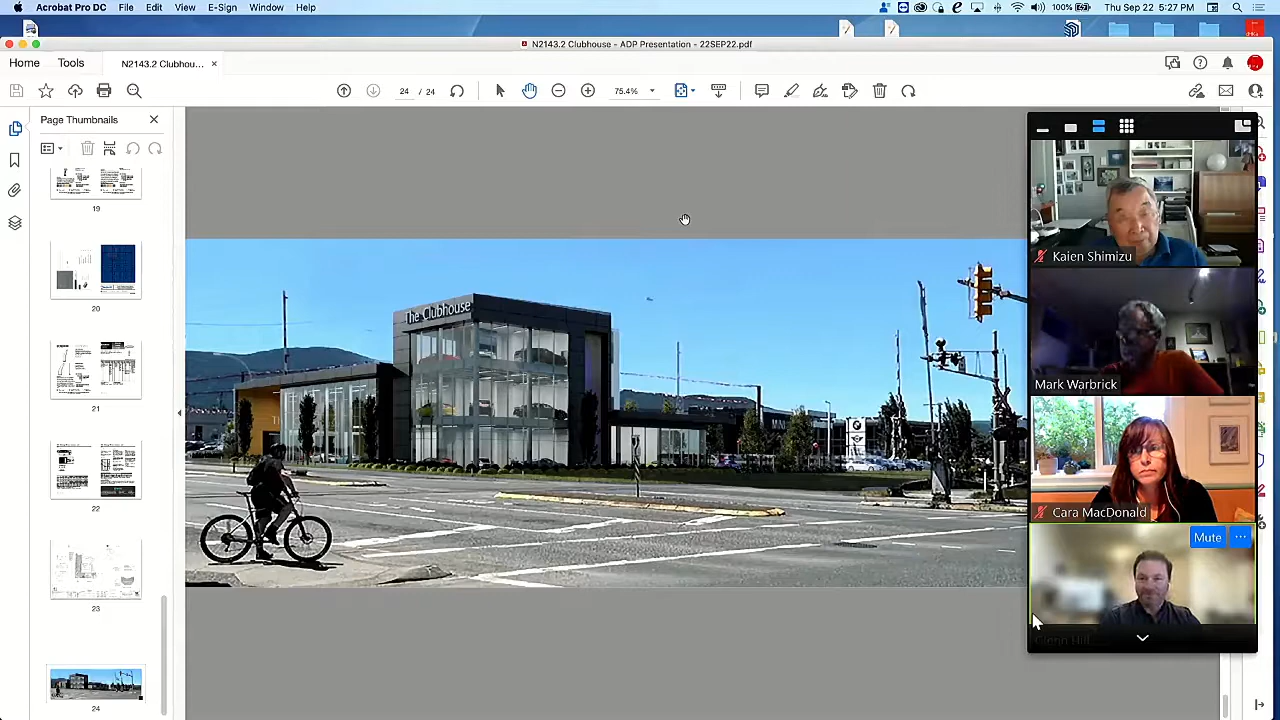 Acrobat Pro DC File Edit View E-Sign Window Help
100% Thu Sep 22 5:27 PM
N2143.2 Clubhouse - ADP Presentation - 22SEP22.pdf
Home Tools N2143.2 Clubhou... ×
24 / 24 75.4%
Page Thumbnails
19
20
21
22
23
24
The Clubhouse
BMW
MINI
Kaien Shimizu
Mark Warbrick
Cara MacDonald
Mute ...